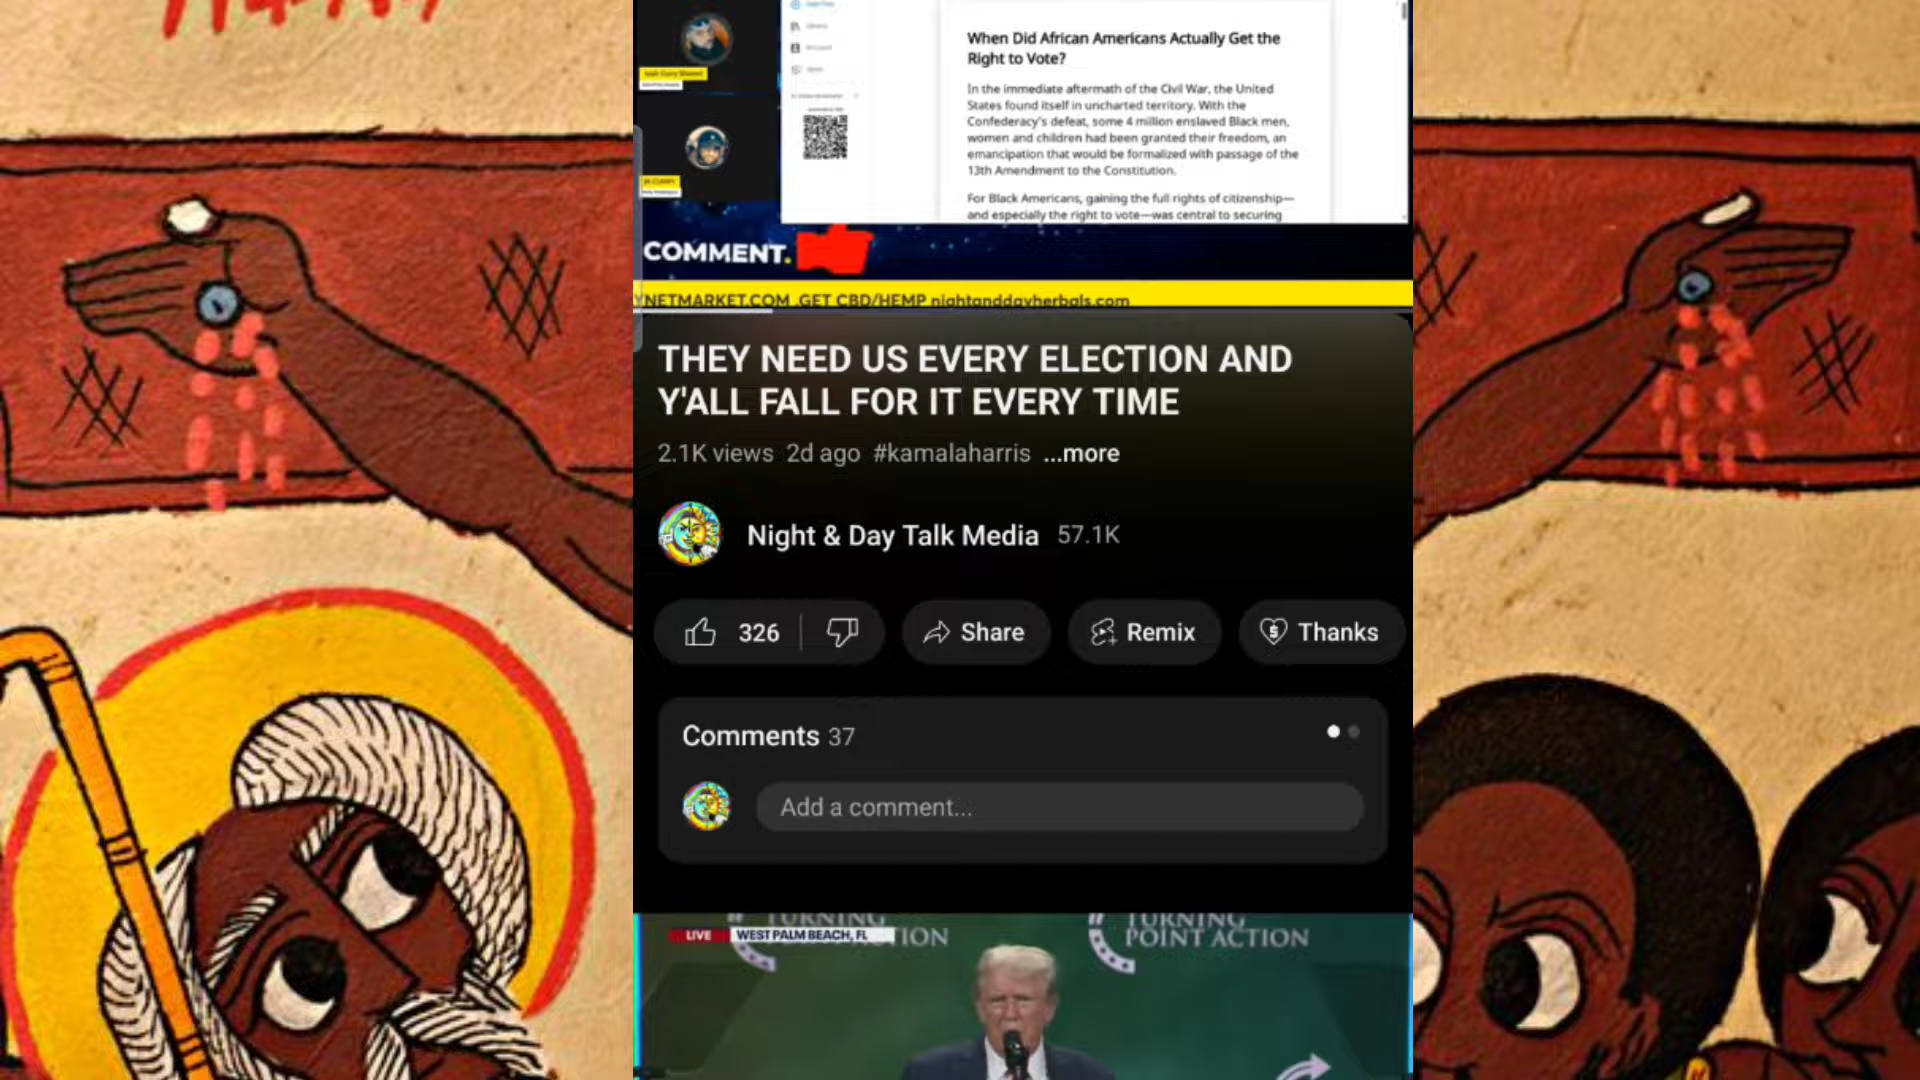 When Did African Americans Actually Get the
Right to Vote?
In the immediate aftermath of the Civil War, the United
States found itself in uncharted territory. With the
Confederacy's defeat, some 4 million enslaved Black men,
women and children had been granted their freedom, an
emancipation that would be formalized with passage of the
13th Amendment to the Constitution.
For Black Americans, gaining the full rights of citizenship—
and especially the right to vote—was central to securing
COMMENT.
YNETMARKET.COM .GET CBD/HEMP nightanddayherbals.com
THEY NEED US EVERY ELECTION AND
Y'ALL FALL FOR IT EVERY TIME
2.1K views 2d ago #kamalaharris ...more
Night & Day Talk Media 57.1K
326
Share
Remix
Thanks
Comments 37
Add a comment...
LIVE WEST PALM BEACH, FL
TURNING
TION
TURNING
POINT ACTION